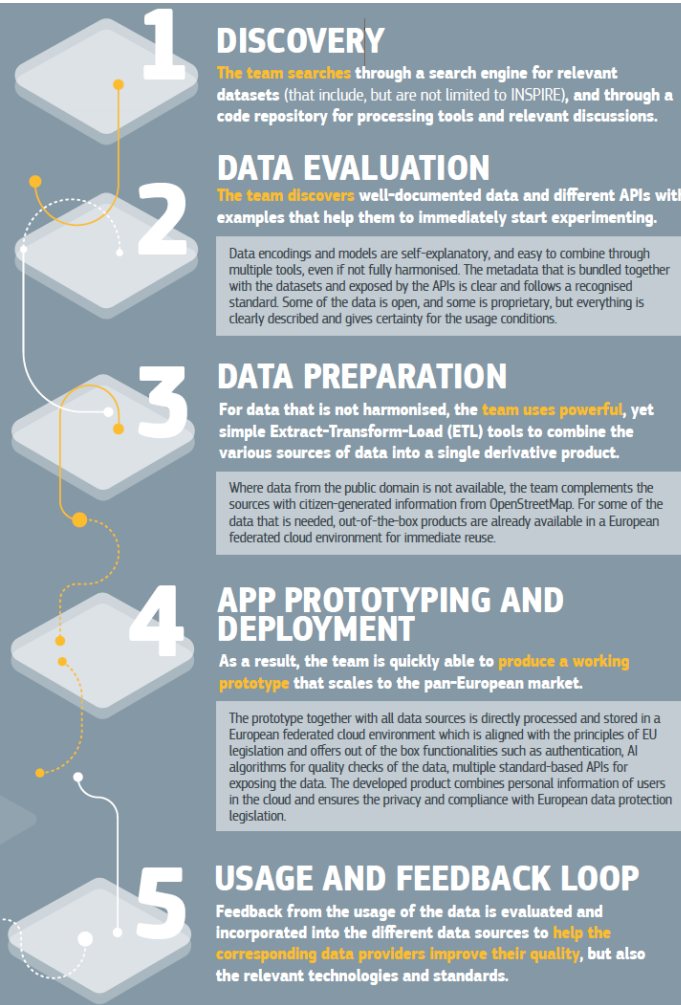 1
DISCOVERY
The team searches through a search engine for relevant
datasets (that include, but are not limited to INSPIRE), and through a
code repository for processing tools and relevant discussions.
2
DATA EVALUATION
The team discovers well-documented data and different APIs with
examples that help them to immediately start experimenting.
Data encodings and models are self-explanatory, and easy to combine through
multiple tools, even if not fully harmonised. The metadata that is bundled together
with the datasets and exposed by the APIs is clear and follows a recognised
standard. Some of the data is open, and some is proprietary, but everything is
clearly described and gives certainty for the usage conditions.
3
DATA PREPARATION
For data that is not harmonised, the team uses powerful, yet
simple Extract-Transform-Load (ETL) tools to combine the
various sources of data into a single derivative product.
Where data from the public domain is not available, the team complements the
sources with citizen-generated information from OpenStreetMap. For some of the
data that is needed, out-of-the-box products are already available in a European
federated cloud environment for immediate reuse.
4
APP PROTOTYPING AND
DEPLOYMENT
As a result, the team is quickly able to produce a working
prototype that scales to the pan-European market.
The prototype together with all data sources is directly processed and stored in a
European federated cloud environment which is aligned with the principles of EU
legislation and offers out of the box functionalities such as authentication, AI
algorithms for quality checks of the data, multiple standard-based APIs for
exposing the data. The developed product combines personal information of users
in the cloud and ensures the privacy and compliance with European data protection
legislation.
5
USAGE AND FEEDBACK LOOP
Feedback from the usage of the data is evaluated and
incorporated into the different data sources to help the
corresponding data providers improve their quality, but also
the relevant technologies and standards.